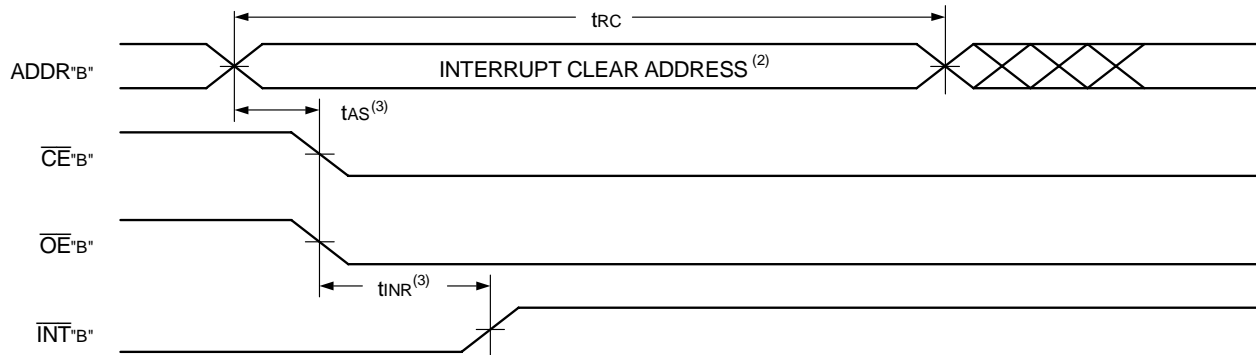 tRC
ADDR"B"
INTERRUPT CLEAR ADDRESS (2)
tAS(3)
CE"B"
OE"B"
tINR(3)
INT"B"